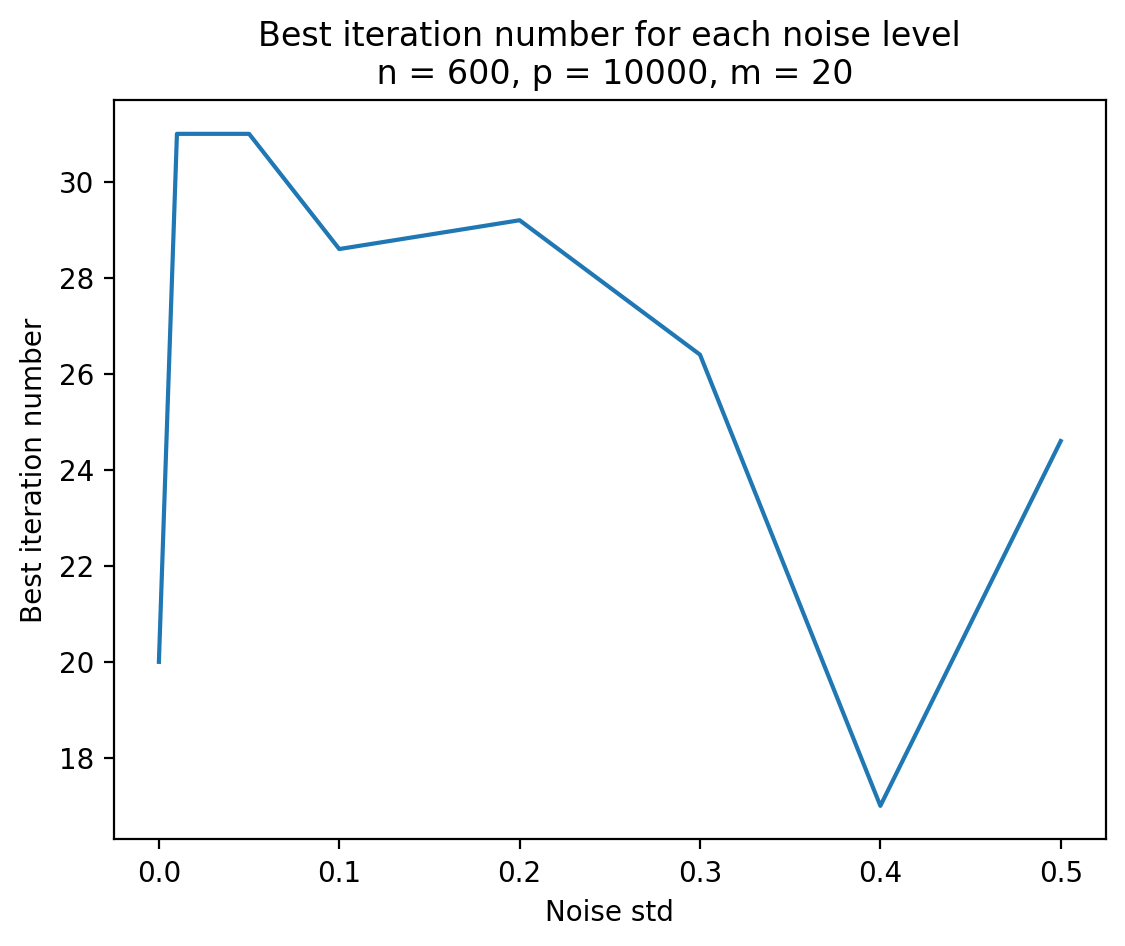 Best iteration number for each noise level
n = 600, p = 10000, m = 20
Best iteration number
30
28
26
24
22
20
18
0.0 0.1 0.2 0.3 0.4 0.5
Noise std